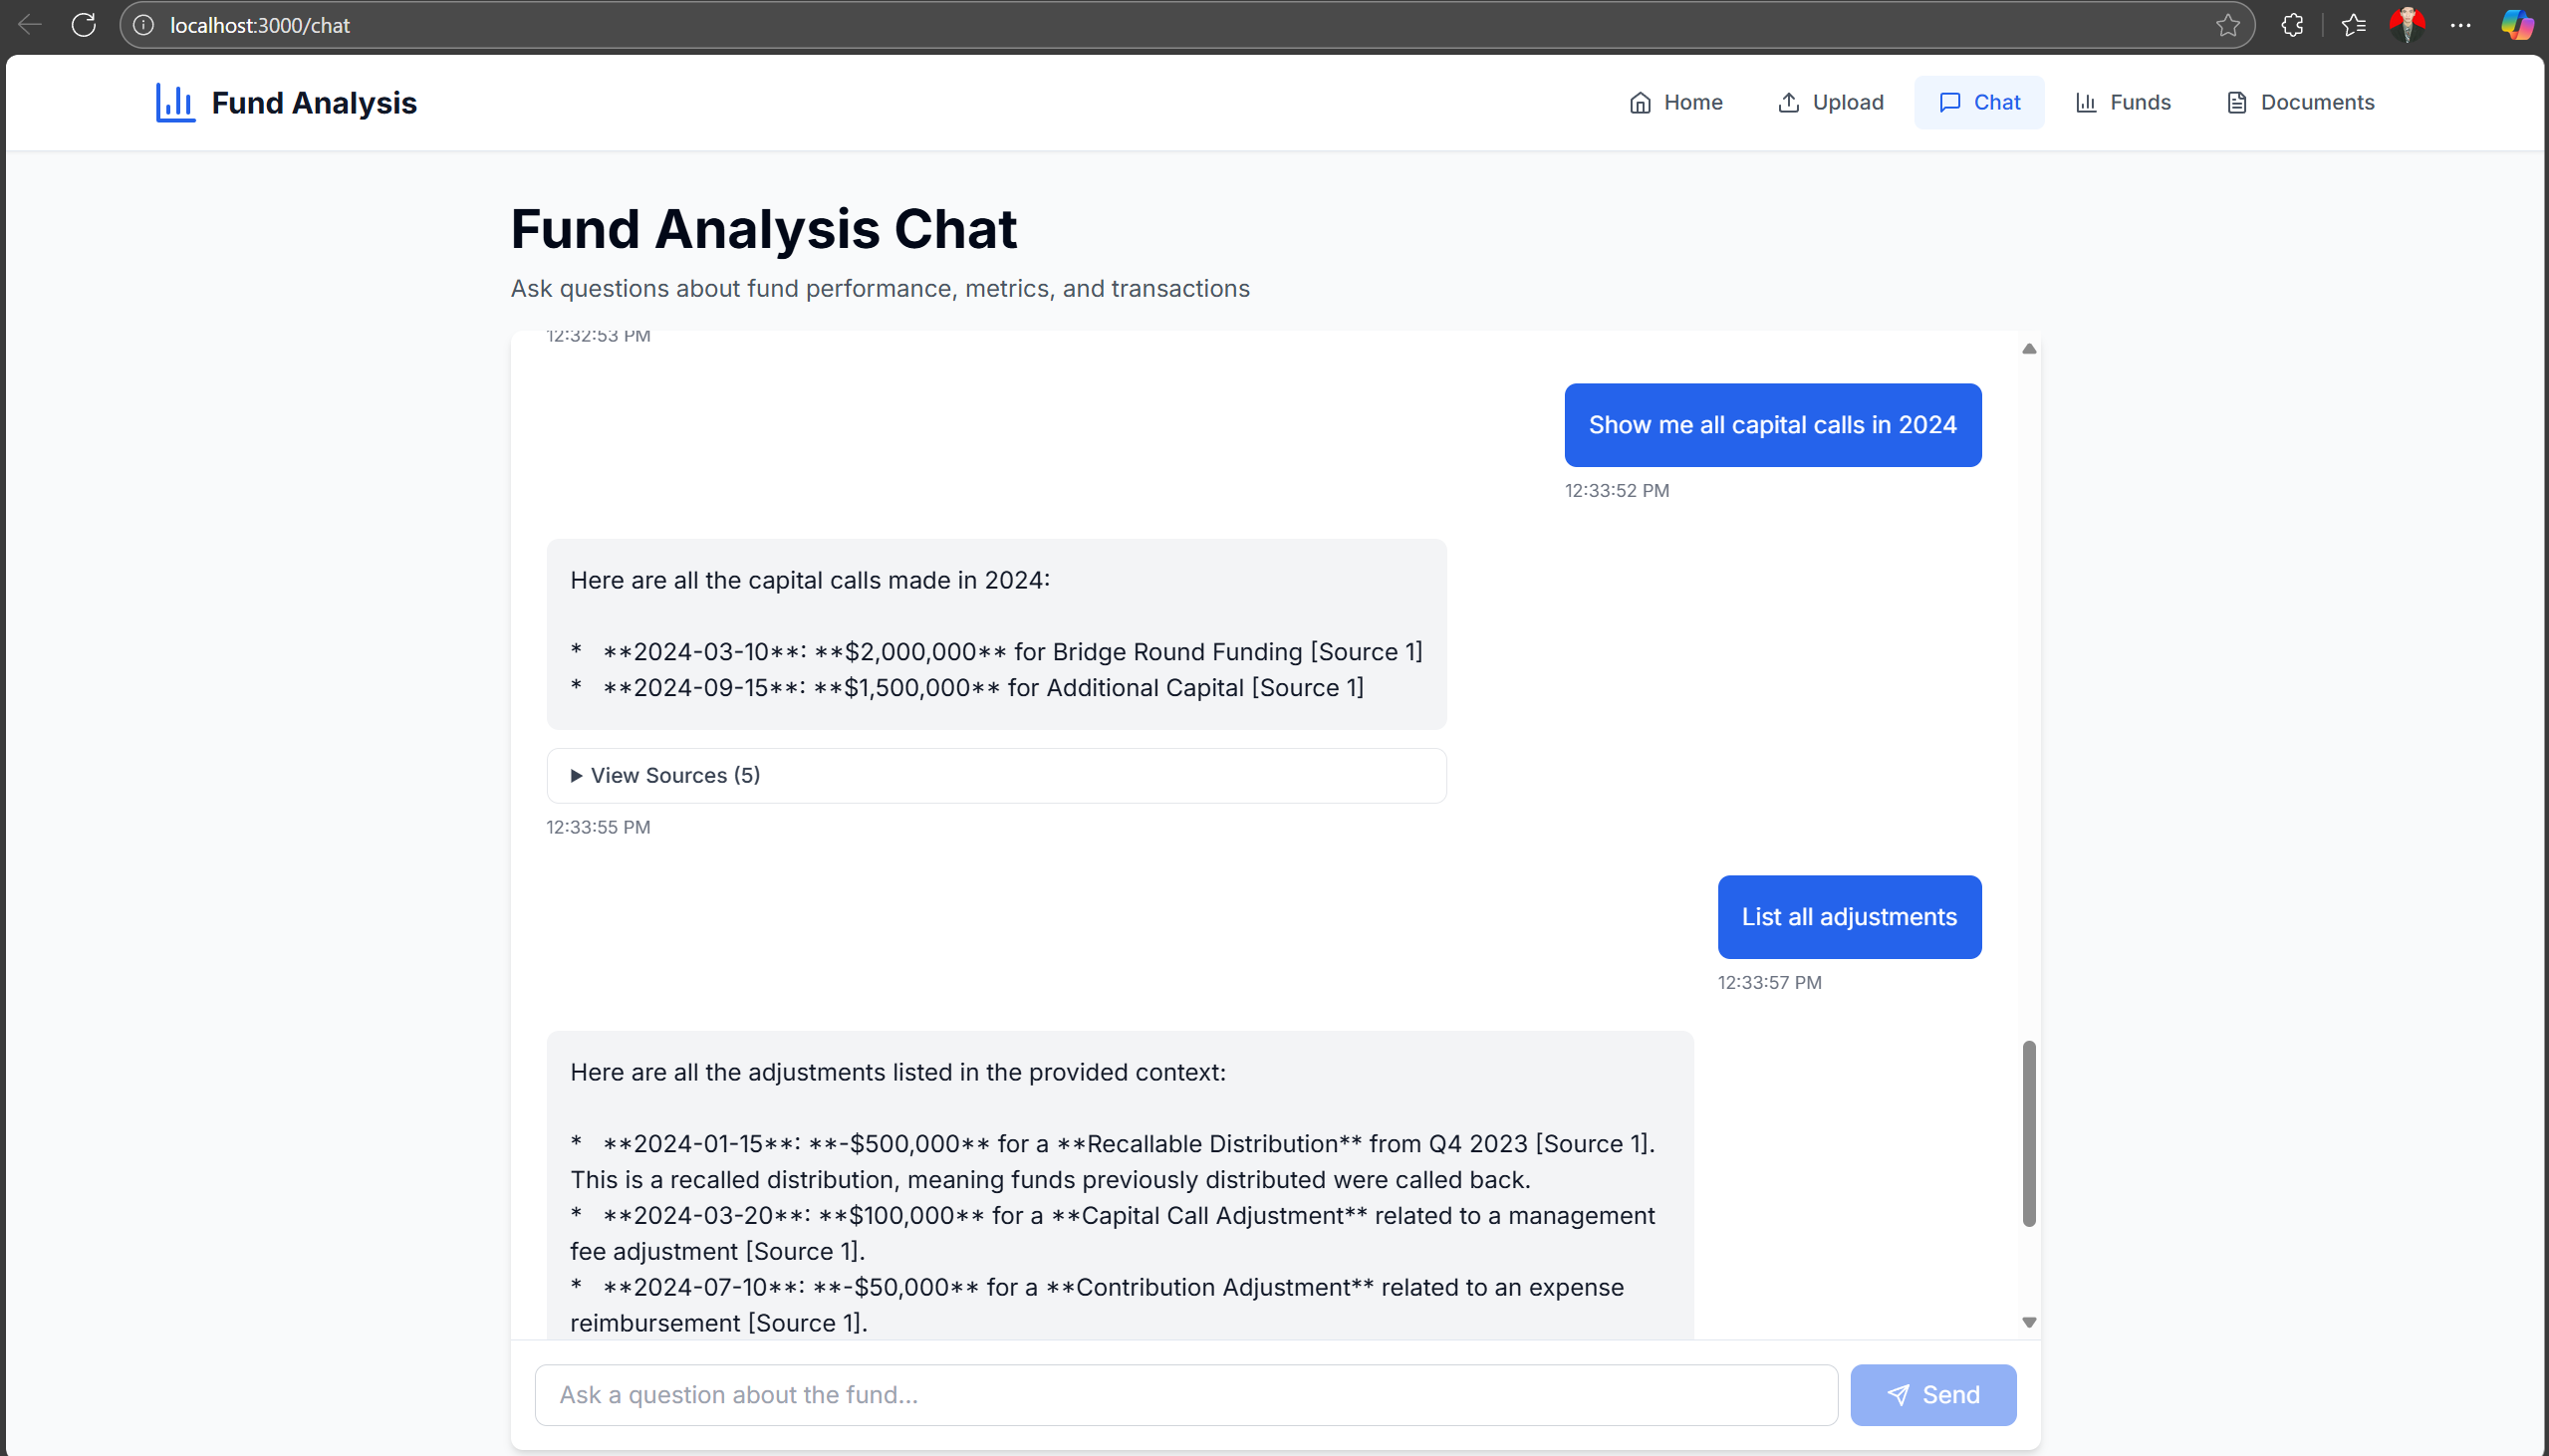 localhost:3000/chat
Fund Analysis
Home
Upload
Chat
Funds
Documents
Fund Analysis Chat
Ask questions about fund performance, metrics, and transactions
12:32:53 PM
Show me all capital calls in 2024
12:33:52 PM
Here are all the capital calls made in 2024:
* **2024-03-10**: **$2,000,000** for Bridge Round Funding [Source 1]
* **2024-09-15**: **$1,500,000** for Additional Capital [Source 1]
View Sources (5)
12:33:55 PM
List all adjustments
12:33:57 PM
Here are all the adjustments listed in the provided context:
* **2024-01-15**: **-$500,000** for a **Recallable Distribution** from Q4 2023 [Source 1].
This is a recalled distribution, meaning funds previously distributed were called back.
* **2024-03-20**: **$100,000** for a **Capital Call Adjustment** related to a management
fee adjustment [Source 1].
* **2024-07-10**: **-$50,000** for a **Contribution Adjustment** related to an expense
reimbursement [Source 1].
Ask a question about the fund...
Send